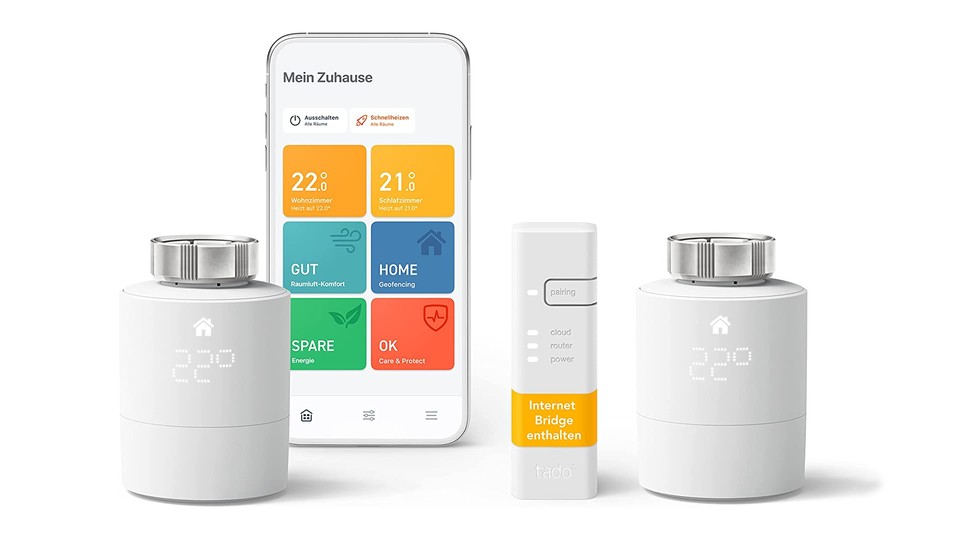 Mein Zuhause
Ausschalten
Alle Räume
Schnellheizen
Alle Räume
22.0°
Wohnzimmer
Heizt auf 22.0°
21.0°
Schlafzimmer
Heizt auf 21.0°
GUT
Raumluft-Komfort
HOME
Geofencing
SPARE
Energie
OK
Care & Protect
22°
pairing
cloud
router
power
Internet
Bridge
enthalten
tado°
22°